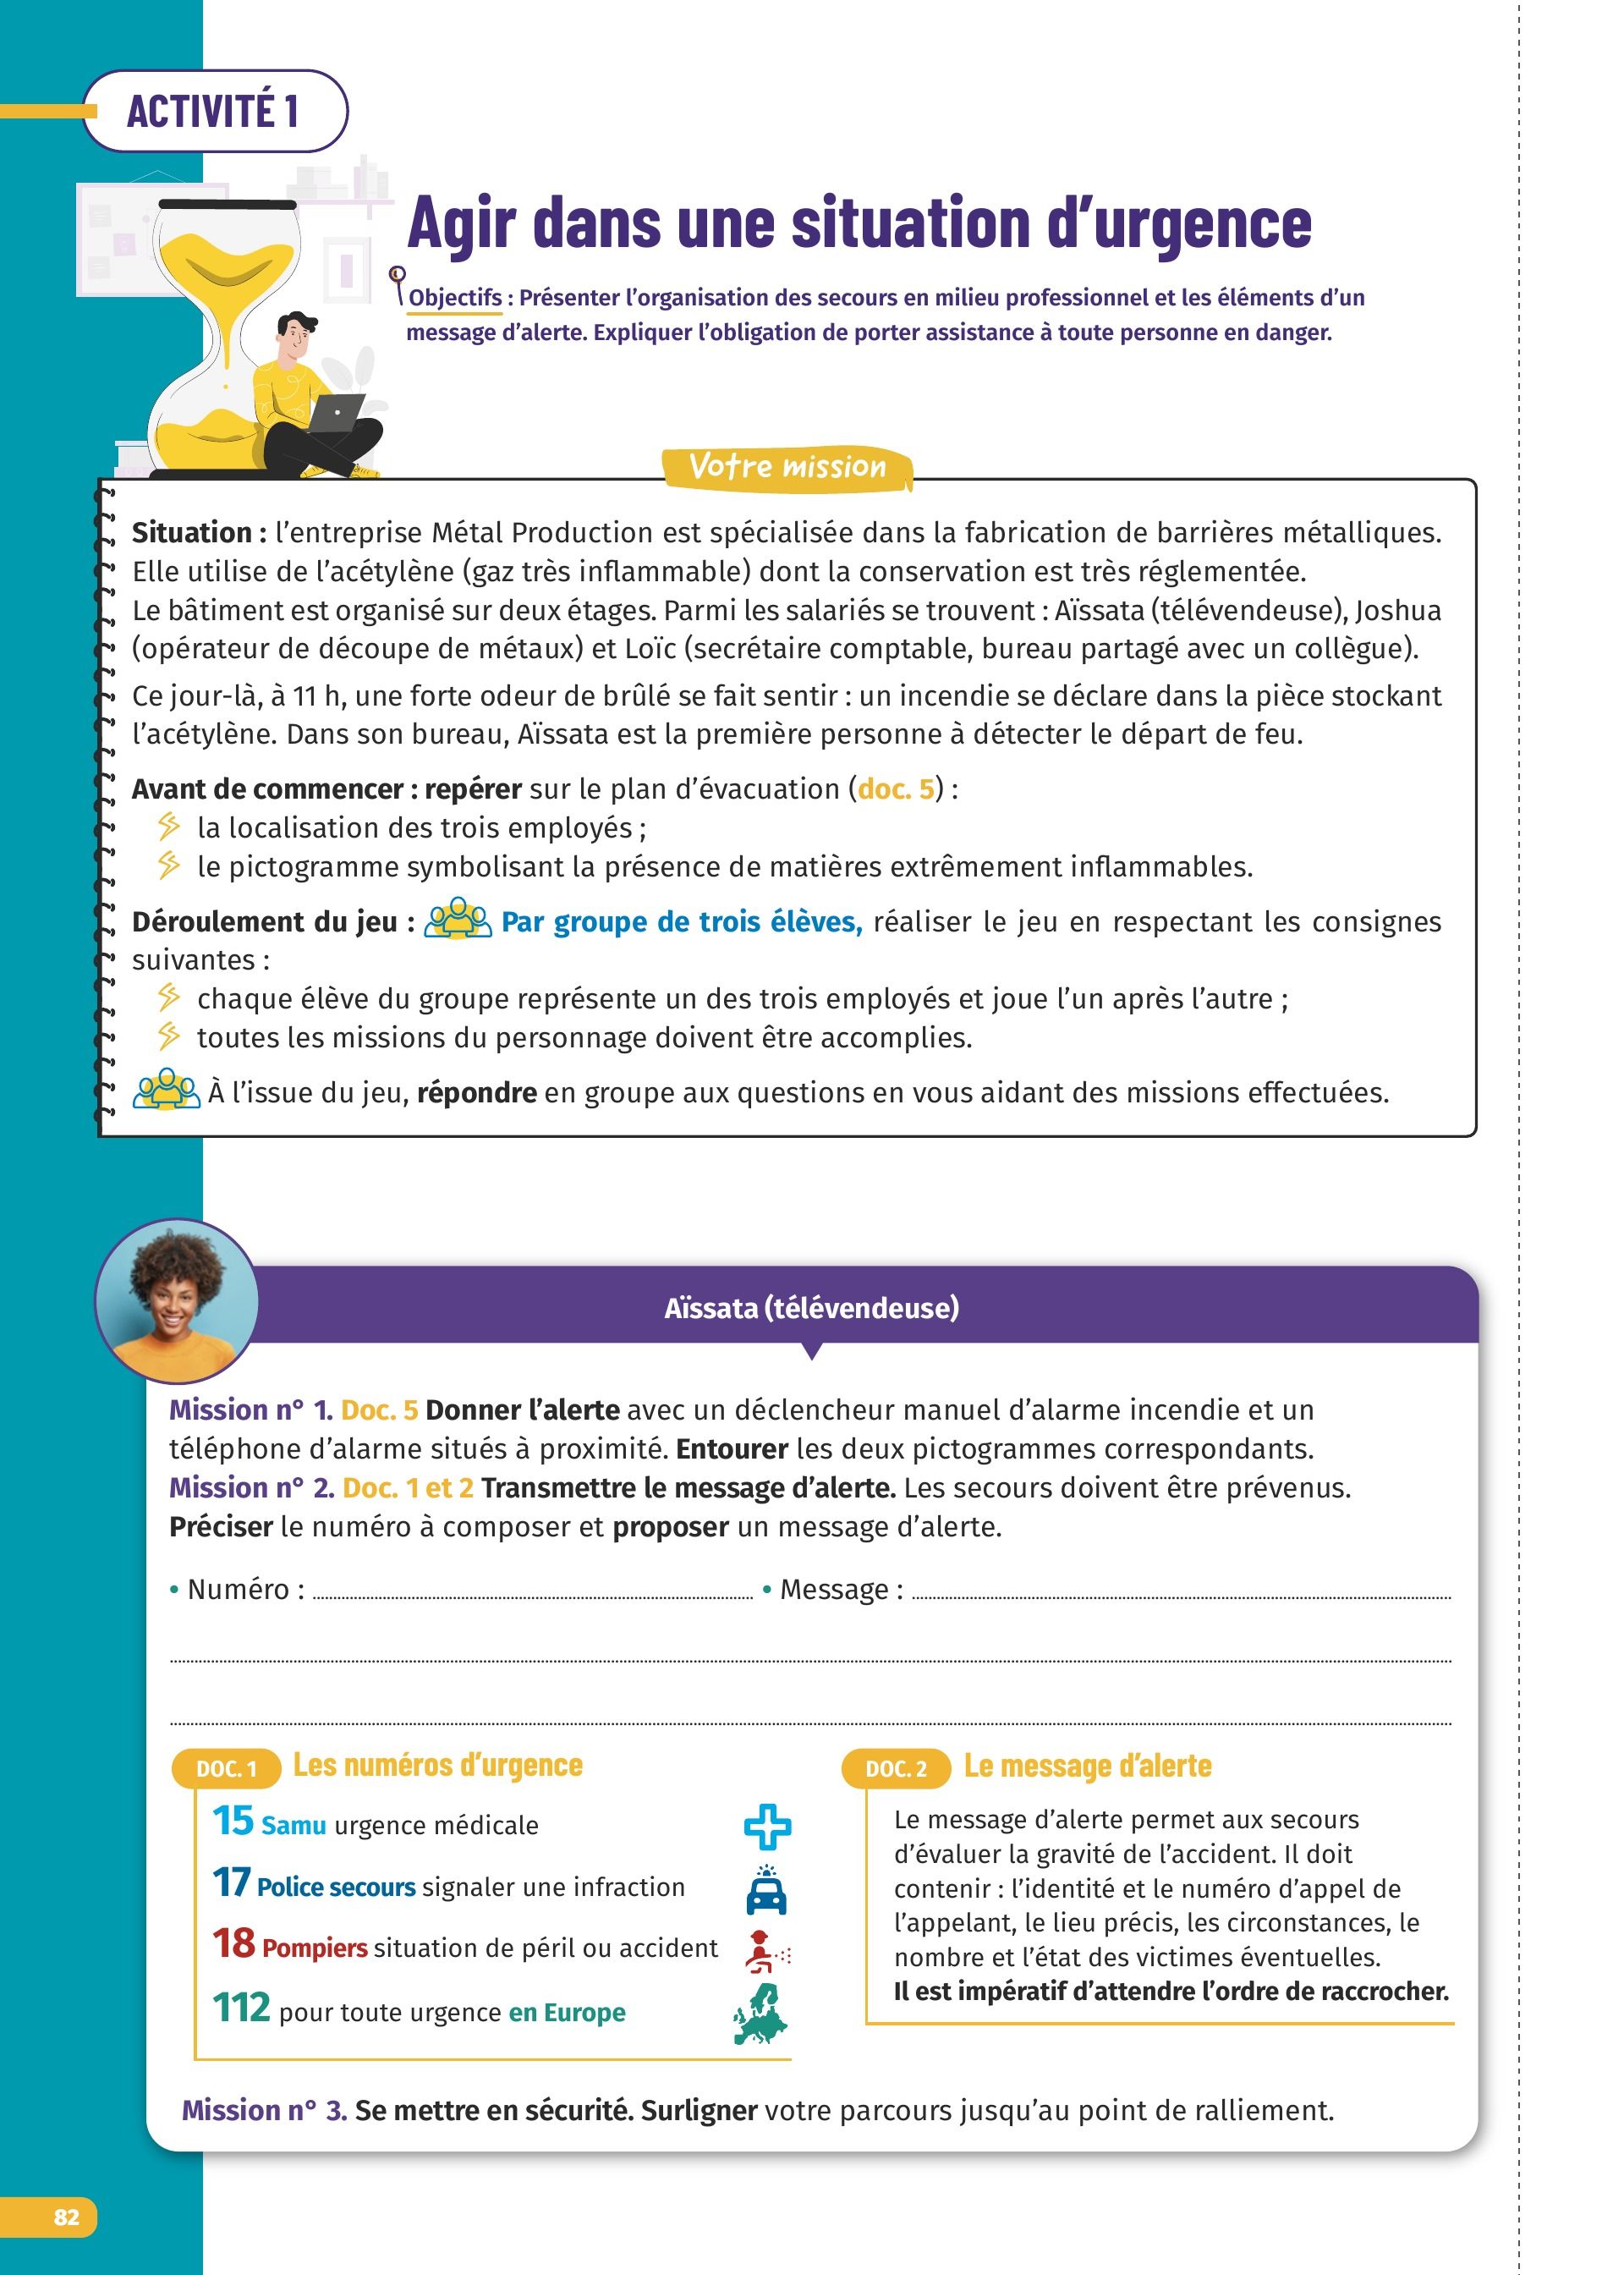 ACTIVITÉ 1
Agir dans une situation d’urgence
Objectifs : Présenter l’organisation des secours en milieu professionnel et les éléments d’un
message d’alerte. Expliquer l’obligation de porter assistance à toute personne en danger.
Votre mission
Situation : l’entreprise Métal Production est spécialisée dans la fabrication de barrières métalliques.
Elle utilise de l’acétylène (gaz très inflammable) dont la conservation est très réglementée.
Le bâtiment est organisé sur deux étages. Parmi les salariés se trouvent : Aïssata (télévendeuse), Joshua
(opérateur de découpe de métaux) et Loïc (secrétaire comptable, bureau partagé avec un collègue).
Ce jour-là, à 11 h, une forte odeur de brûlé se fait sentir : un incendie se déclare dans la pièce stockant
l’acétylène. Dans son bureau, Aïssata est la première personne à détecter le départ de feu.
Avant de commencer : repérer sur le plan d’évacuation (doc. 5) :
la localisation des trois employés ;
le pictogramme symbolisant la présence de matières extrêmement inflammables.
Déroulement du jeu : Par groupe de trois élèves, réaliser le jeu en respectant les consignes
suivantes :
chaque élève du groupe représente un des trois employés et joue l’un après l’autre ;
toutes les missions du personnage doivent être accomplies.
À l’issue du jeu, répondre en groupe aux questions en vous aidant des missions effectuées.
Aïssata (télévendeuse)
Mission n° 1. Doc. 5 Donner l’alerte avec un déclencheur manuel d’alarme incendie et un
téléphone d’alarme situés à proximité. Entourer les deux pictogrammes correspondants.
Mission n° 2. Doc. 1 et 2 Transmettre le message d’alerte. Les secours doivent être prévenus.
Préciser le numéro à composer et proposer un message d’alerte.
• Numéro : • Message :
DOC. 1 Les numéros d’urgence
15 Samu urgence médicale
17 Police secours signaler une infraction
18 Pompiers situation de péril ou accident
112 pour toute urgence en Europe
DOC. 2 Le message d’alerte
Le message d’alerte permet aux secours
d’évaluer la gravité de l’accident. Il doit
contenir : l’identité et le numéro d’appel de
l’appelant, le lieu précis, les circonstances, le
nombre et l’état des victimes éventuelles.
Il est impératif d’attendre l’ordre de raccrocher.
Mission n° 3. Se mettre en sécurité. Surligner votre parcours jusqu’au point de ralliement.
82